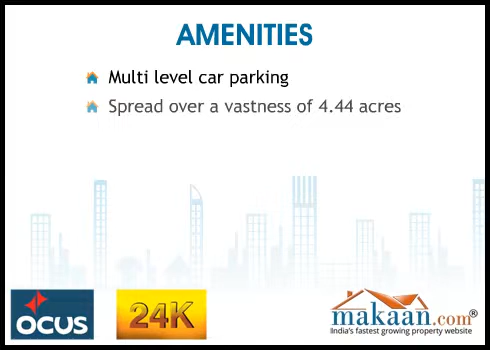 AMENITIES
Multi level car parking
Spread over a vastness of 4.44 acres
OCUS
24K
makaan.com®
India's fastest growing property website